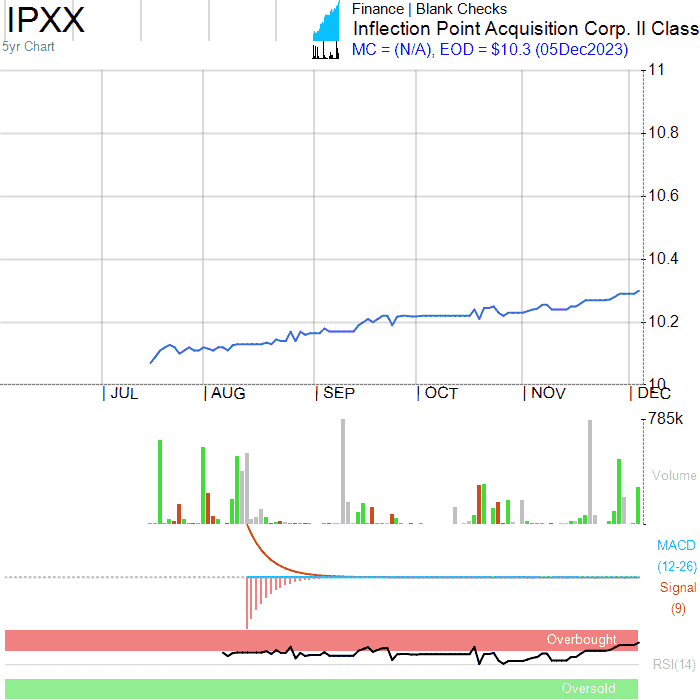 IPXX
5yr Chart
Finance | Blank Checks
Inflection Point Acquisition Corp. II Class
MC = (N/A), EOD = $10.3 (05Dec2023)
11
10.8
10.6
10.4
10.2
10
| JUL | AUG | SEP | OCT | NOV | DEC
785k
Volume
MACD
(12-26)
Signal
(9)
Overbought
RSI(14)
Oversold